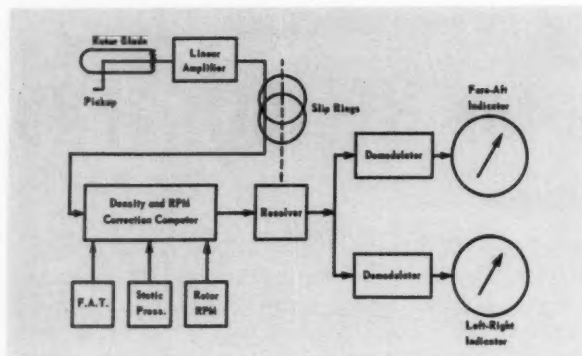 Rotor Blade
Linear
Amplifier
Pickup
Slip Rings
Fore-Aft
Indicator
Demodulator
Density and RPM
Correction Computer
Resolver
Demodulator
F.A.T.
Static
Press.
Rotor
RPM
Left-Right
Indicator